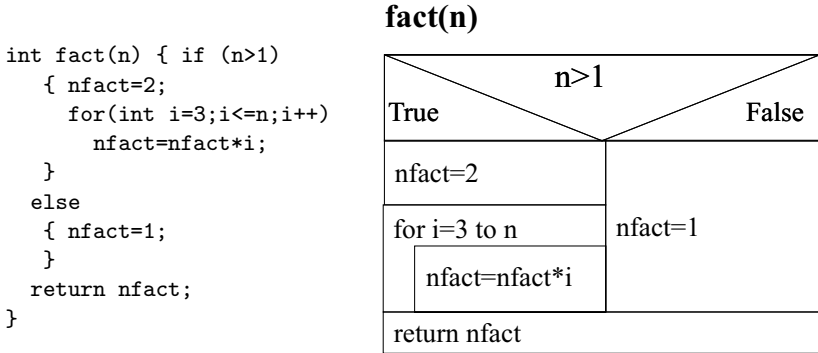 int fact(n) { if (n>1)
{ nfact=2;
for(int i=3;i<=n;i++)
nfact=nfact*i;
}
else
{ nfact=1;
}
return nfact;
}
fact(n)
n>1
True
False
nfact=2
for i=3 to n
nfact=nfact*i
nfact=1
return nfact